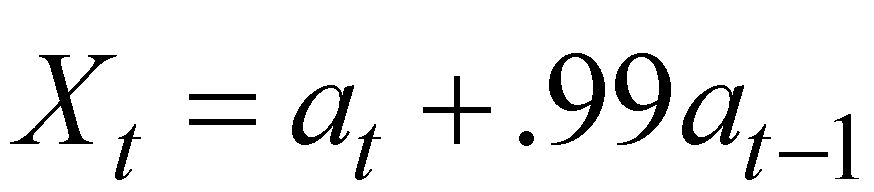 X_t = a_t + .99a_{t-1}